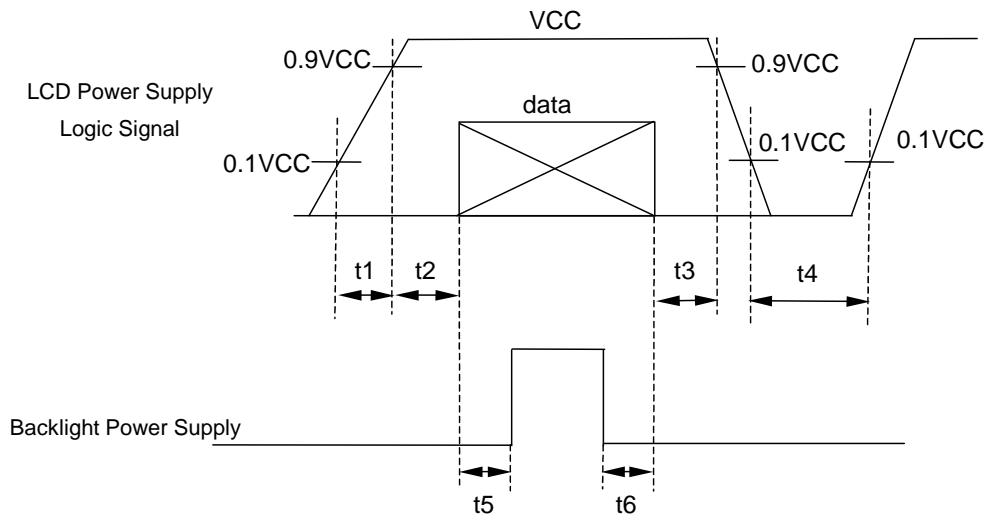 VCC
0.9VCC
0.9VCC
LCD Power Supply
Logic Signal
data
0.1VCC
0.1VCC
0.1VCC
t1
t2
t3
t4
Backlight Power Supply
t5
t6